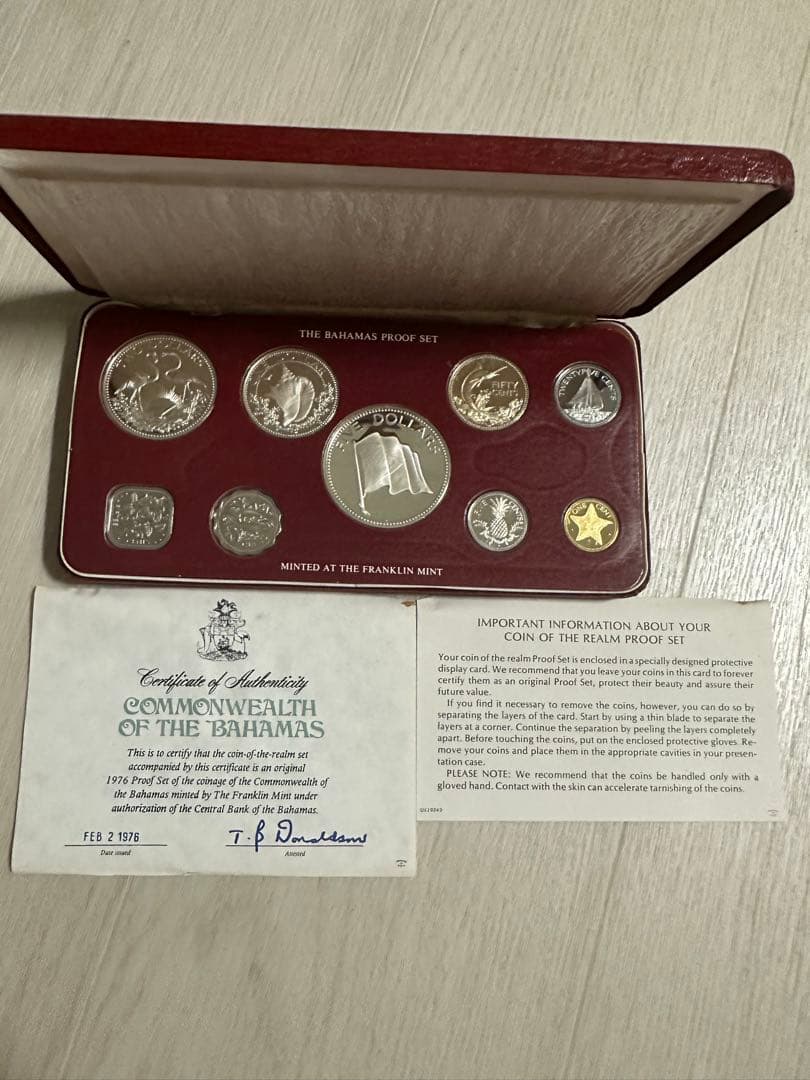 THE BAHAMAS PROOF SET
DOLLARS
FIFTY
CENTS
TWENTY FIVE CENTS
FIVE DOLLARS
ONE CENT
MINTED AT THE FRANKLIN MINT
Certificate of Authenticity
COMMONWEALTH
OF THE BAHAMAS
This is to certify that the coin-of-the-realm set
accompanied by this certificate is an original
1976 Proof Set of the coinage of the Commonwealth of
the Bahamas minted by The Franklin Mint under
authorization of the Central Bank of the Bahamas.
FEB 2 1976
Date issued
T. B Donaldson
Attested
IMPORTANT INFORMATION ABOUT YOUR
COIN OF THE REALM PROOF SET
Your coin of the realm Proof Set is enclosed in a specially designed protective
display card. We recommend that you leave your coins in this card to forever
certify them as an original Proof Set, protect their beauty and assure their
future value.
If you find it necessary to remove the coins, however, you can do so by
separating the layers of the card. Start by using a thin blade to separate the
layers at a corner. Continue the separation by peeling the layers completely
apart. Before touching the coins, put on the enclosed protective gloves. Re-
move your coins and place them in the appropriate cavities in your presen-
tation case.
PLEASE NOTE: We recommend that the coins be handled only with a
gloved hand. Contact with the skin can accelerate tarnishing of the coins.